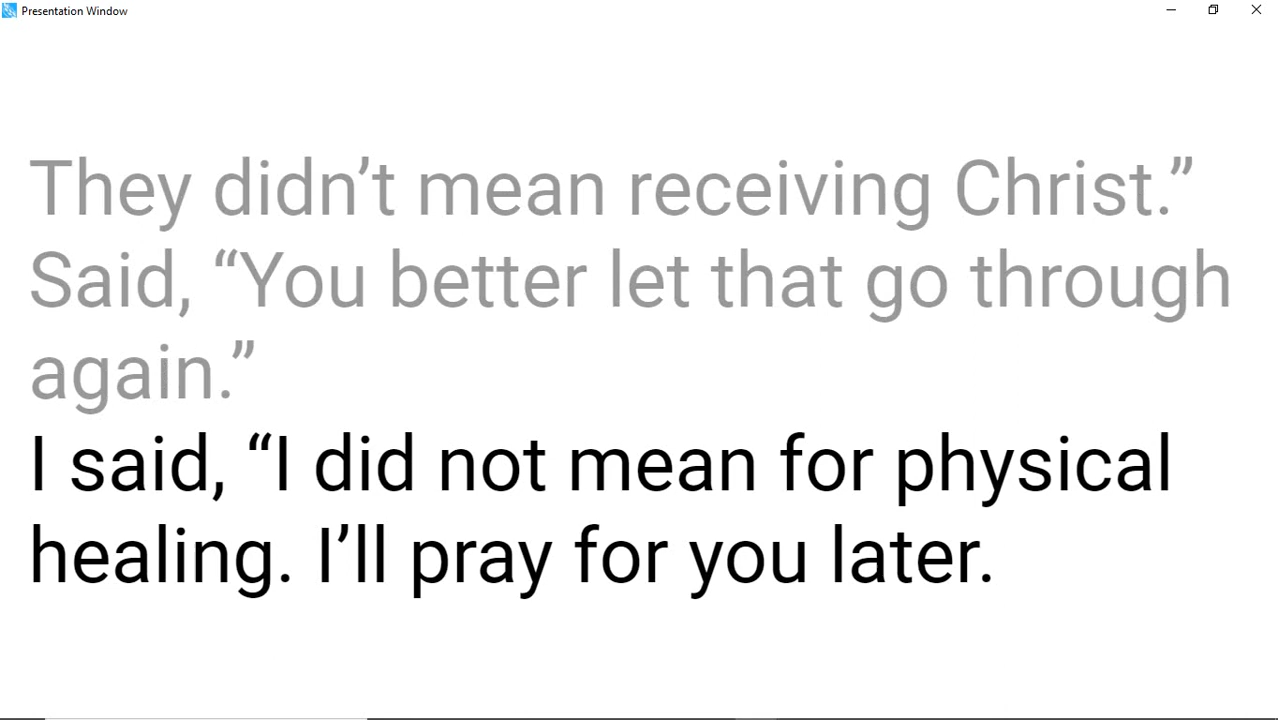 Presentation Window
They didn’t mean receiving Christ.”
Said, “You better let that go through
again.”
I said, “I did not mean for physical
healing. I’ll pray for you later.